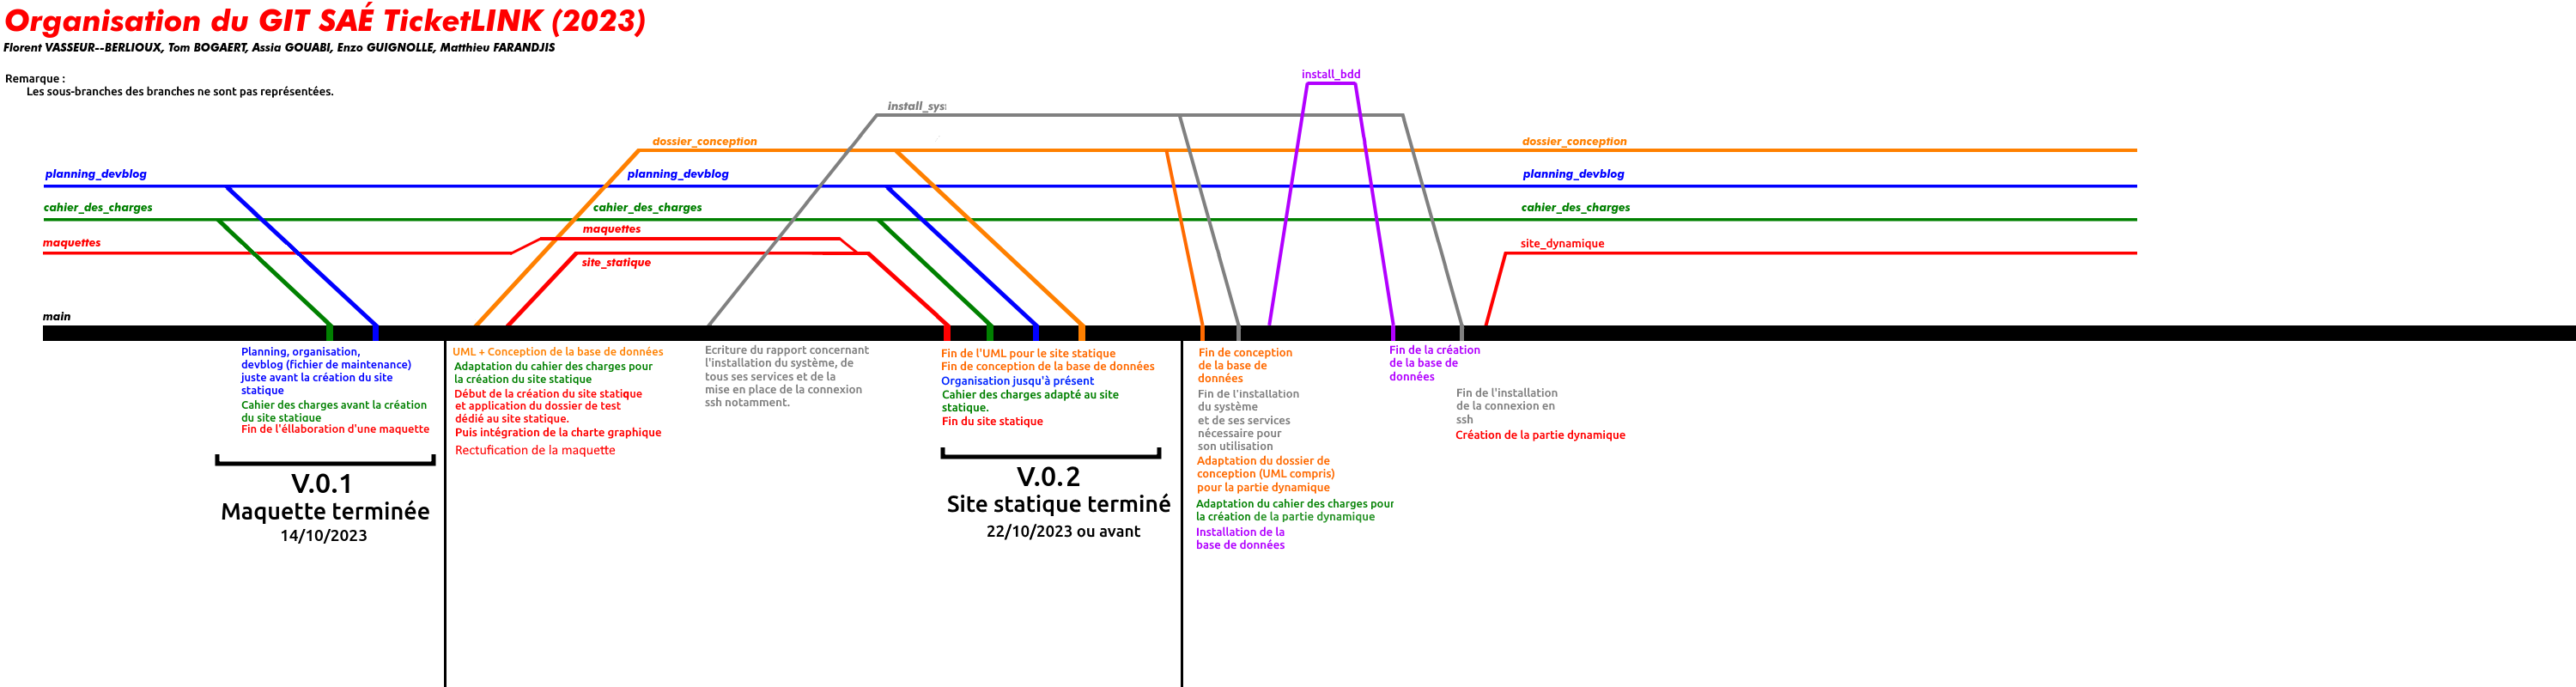 Organisation du GIT SAÉ TicketLINK (2023)
Florent VASSEUR--BERLIOUX, Tom BOGAERT, Assia GOUABI, Enzo GUIGNOLLE, Matthieu FARANDJIS
Remarque :
Les sous-branches des branches ne sont pas représentées.
install_bdd
install_sys
dossier_conception
dossier_conception
planning_devblog
planning_devblog
planning_devblog
cahier_des_charges
cahier_des_charges
cahier_des_charges
maquettes
maquettes
site_statique
site_dynamique
main
Planning, organisation,
devblog (fichier de maintenance)
juste avant la création du site
statique
Cahier des charges avant la création
du site statique
Fin de l'éllaboration d'une maquette
V.0.1
Maquette terminée
14/10/2023
UML + Conception de la base de données
Adaptation du cahier des charges pour
la création du site statique
Début de la création du site statique
et application du dossier de test
dédié au site statique.
Puis intégration de la charte graphique
Rectufication de la maquette
Ecriture du rapport concernant
l'installation du système, de
tous ses services et de la
mise en place de la connexion
ssh notamment.
Fin de l'UML pour le site statique
Fin de conception de la base de données
Organisation jusqu'à présent
Cahier des charges adapté au site
statique.
Fin du site statique
V.0.2
Site statique terminé
22/10/2023 ou avant
Fin de conception
de la base de
données
Fin de l'installation
du système
et de ses services
nécessaire pour
son utilisation
Adaptation du dossier de
conception (UML compris)
pour la partie dynamique
Adaptation du cahier des charges pour
la création de la partie dynamique
Installation de la
base de données
Fin de la création
de la base de
données
Fin de l'installation
de la connexion en
ssh
Création de la partie dynamique